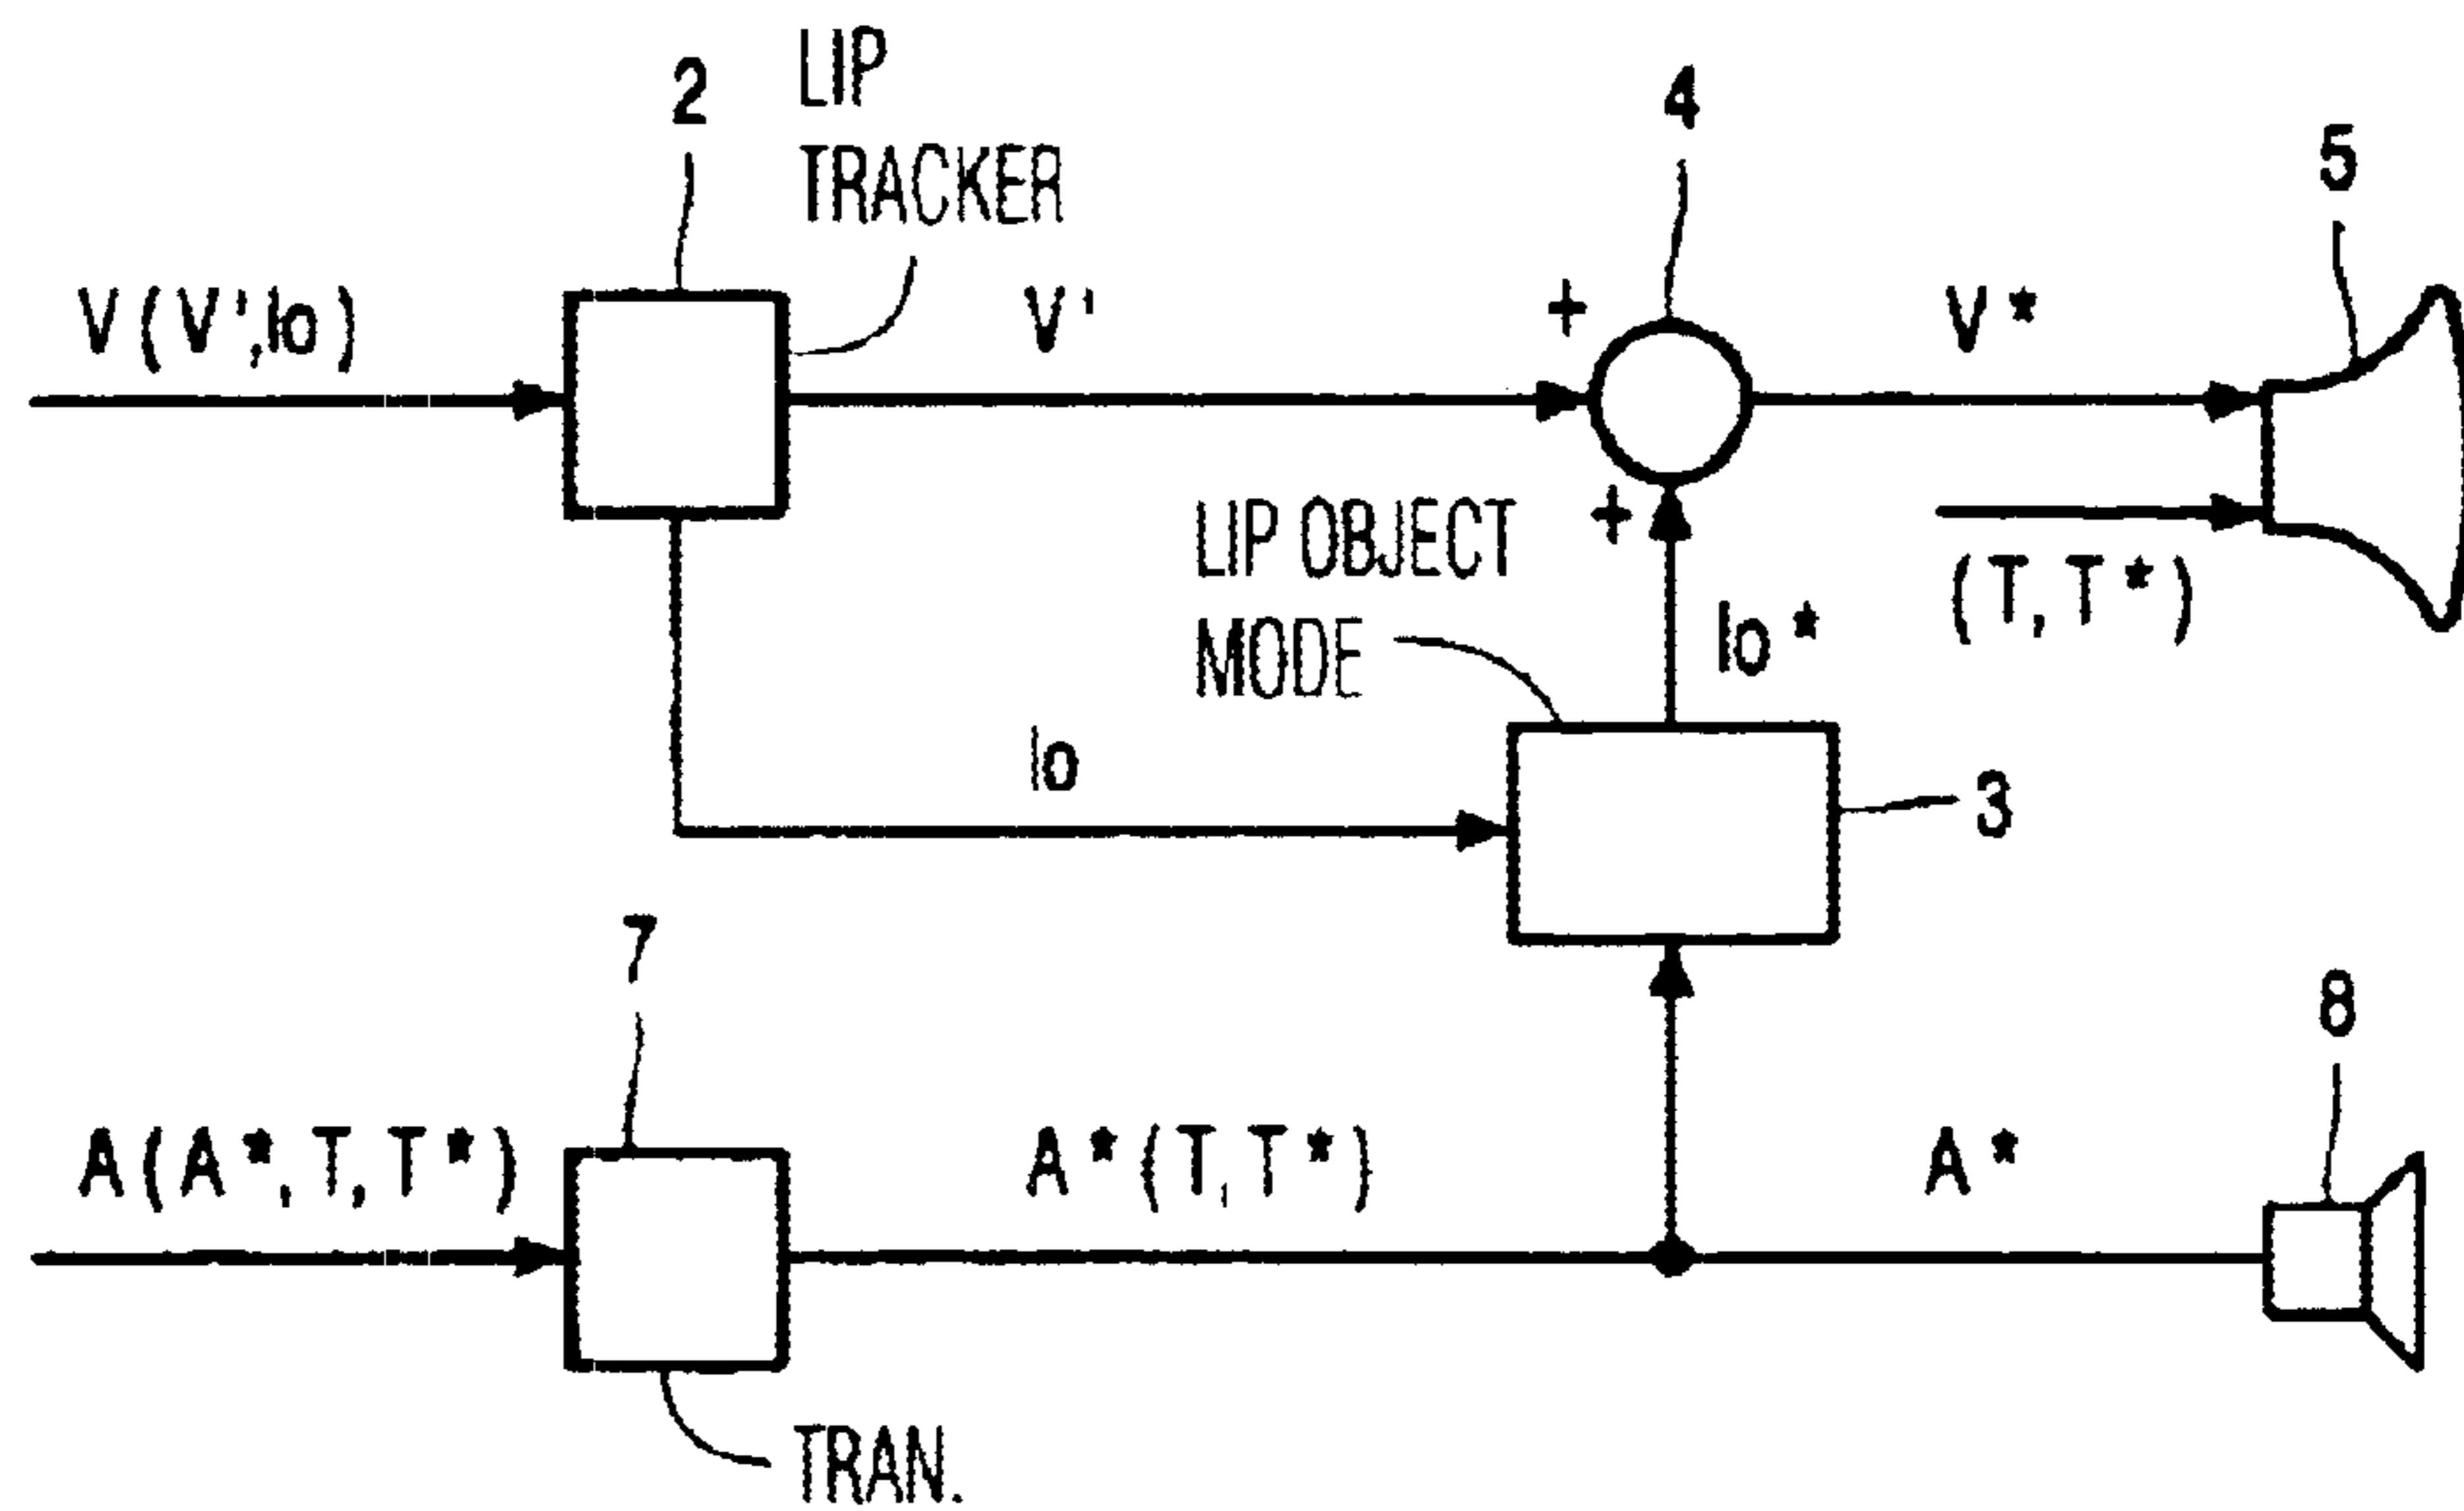 2
LIP
TRACKER
4
5
V(V',lo)
V'
+
V*
LIP OBJECT
MODE
+
(T,T*)
lo*
lo
3
7
8
A(A*,T,T*)
A*(T,T*)
A*
TRAN.